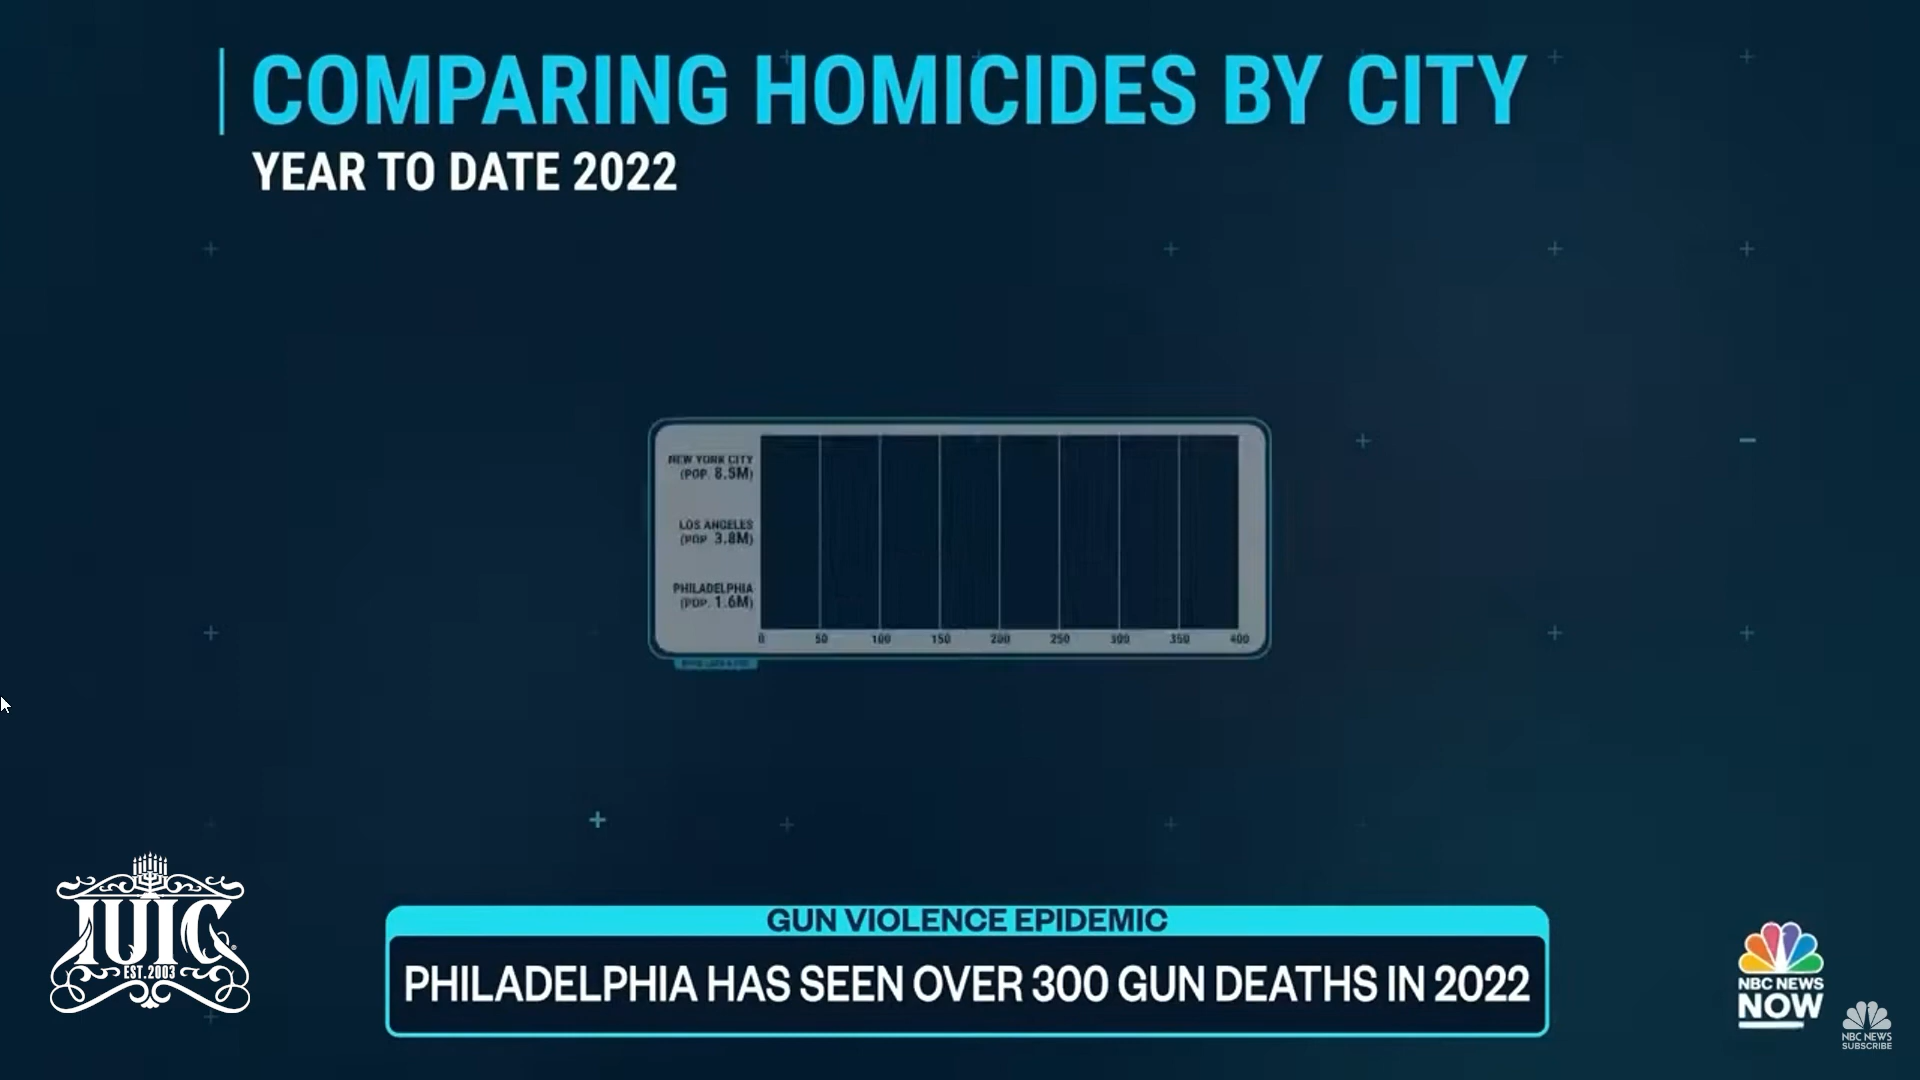 COMPARING HOMICIDES BY CITY
YEAR TO DATE 2022
NEW YORK CITY
(POP. 8.5M)
LOS ANGELES
(POP. 3.8M)
PHILADELPHIA
(POP. 1.6M)
0 50 100 150 200 250 300 350 400
IUIC
EST. 2003
GUN VIOLENCE EPIDEMIC
PHILADELPHIA HAS SEEN OVER 300 GUN DEATHS IN 2022
NBC NEWS
NOW
NBC NEWS
SUBSCRIBE